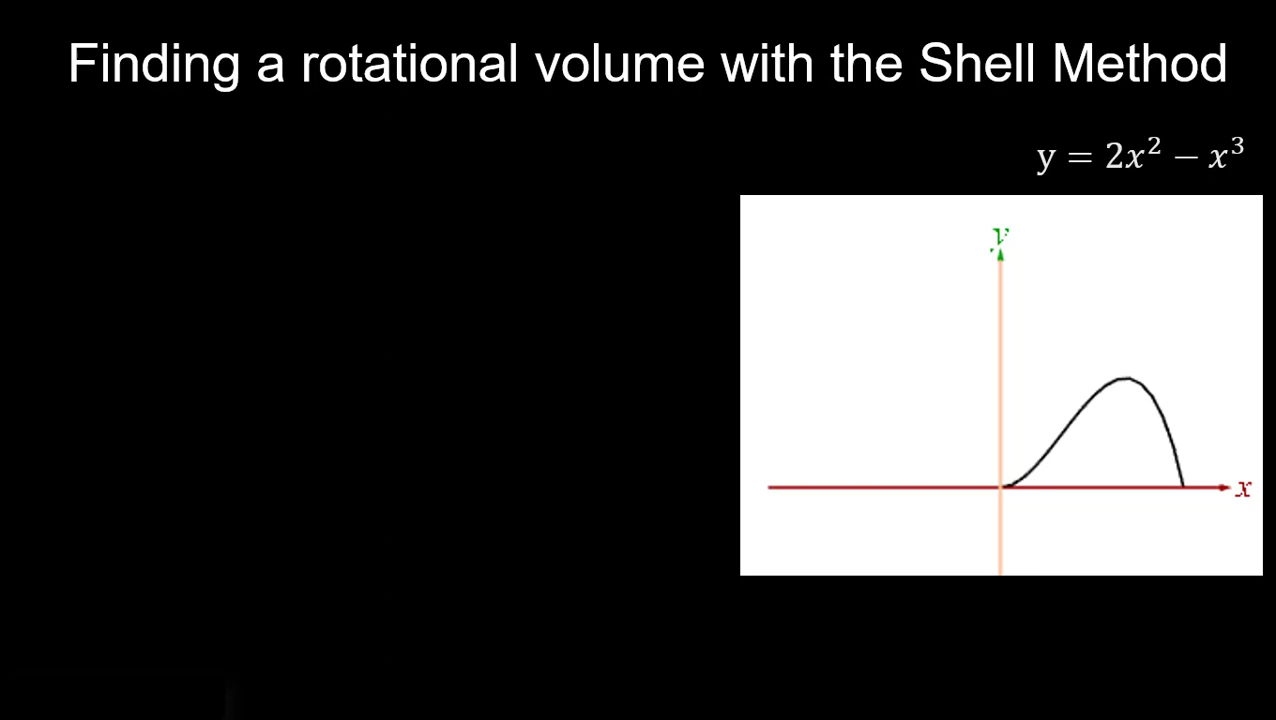 Finding a rotational volume with the Shell Method
y = 2x² − x³
y
x